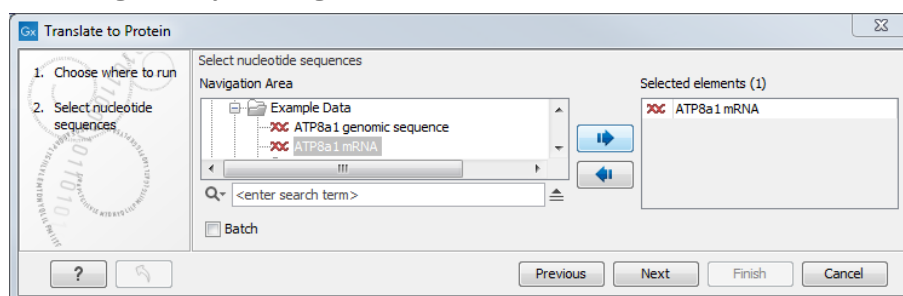 Gx Translate to Protein
1. Choose where to run
2. Select nucleotide
sequences
Select nucleotide sequences
Navigation Area
Example Data
ATP8a1 genomic sequence
ATP8a1 mRNA
<enter search term>
Batch
Selected elements (1)
ATP8a1 mRNA
?
Previous
Next
Finish
Cancel